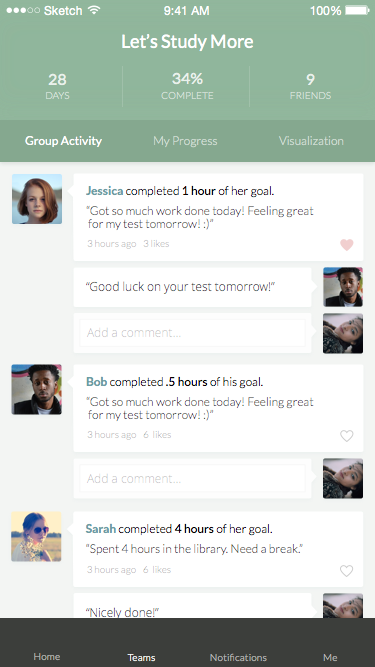 Sketch 9:41 AM 100%
Let's Study More
28 34% 9
DAYS COMPLETE FRIENDS
Group Activity My Progress Visualization
Jessica completed 1 hour of her goal.
“Got so much work done today! Feeling great
for my test tomorrow! :)”
3 hours ago 3 likes
“Good luck on your test tomorrow!”
Add a comment...
Bob completed .5 hours of his goal.
“Got so much work done today! Feeling great
for my test tomorrow! :)”
3 hours ago 6 likes
Add a comment...
Sarah completed 4 hours of her goal.
“Spent 4 hours in the library. Need a break.”
3 hours ago 6 likes
“Nicely done!”
Home Teams Notifications Me